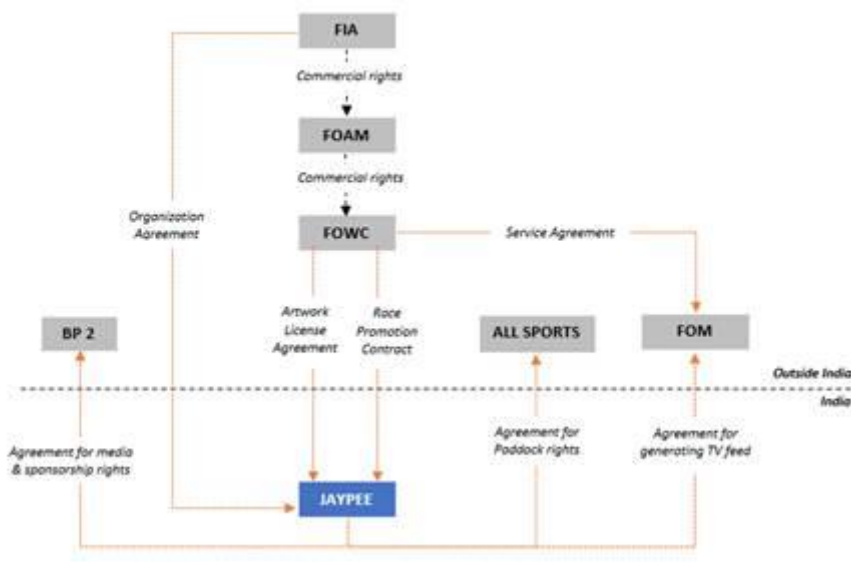 FIA
Commercial rights
FOAM
Commercial rights
Organization
Agreement
FOWC
Service Agreement
BP 2
Artwork
License
Agreement
Race
Promotion
Contract
ALL SPORTS
FOM
Outside India
India
Agreement for media
& sponsorship rights
Agreement for
Paddock rights
Agreement for
generating TV feed
JAYPEE